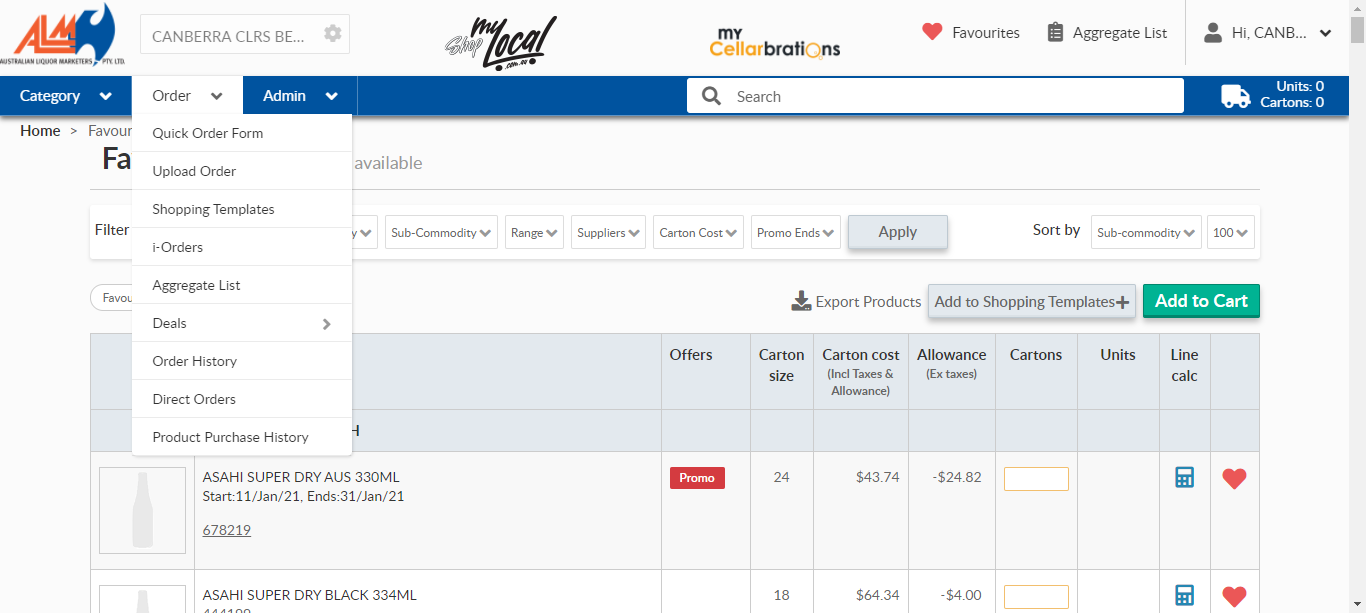 ALM
AUSTRALIAN LIQUOR MARKETERS PTY. LTD.
CANBERRA CLRS BE...
my
Shop Local
.com.au
my
Cellarbrations
Favourites
Aggregate List
Hi, CANB...
Category
Order
Admin
Search
Units: 0
Cartons: 0
Home > Favour
Quick Order Form
Fa
available
Upload Order
Shopping Templates
Filter
y
Sub-Commodity
Range
Suppliers
Carton Cost
Promo Ends
Apply
Sort by
Sub-commodity
100
i-Orders
Aggregate List
Favou
Export Products
Add to Shopping Templates+
Add to Cart
Deals
Order History
Direct Orders
Product Purchase History
Offers
Carton size
Carton cost
(Incl Taxes & Allowance)
Allowance
(Ex taxes)
Cartons
Units
Line calc
H
ASAHI SUPER DRY AUS 330ML
Start:11/Jan/21, Ends:31/Jan/21
678219
Promo
24
$43.74
-$24.82
ASAHI SUPER DRY BLACK 334ML
18
$64.34
-$4.00